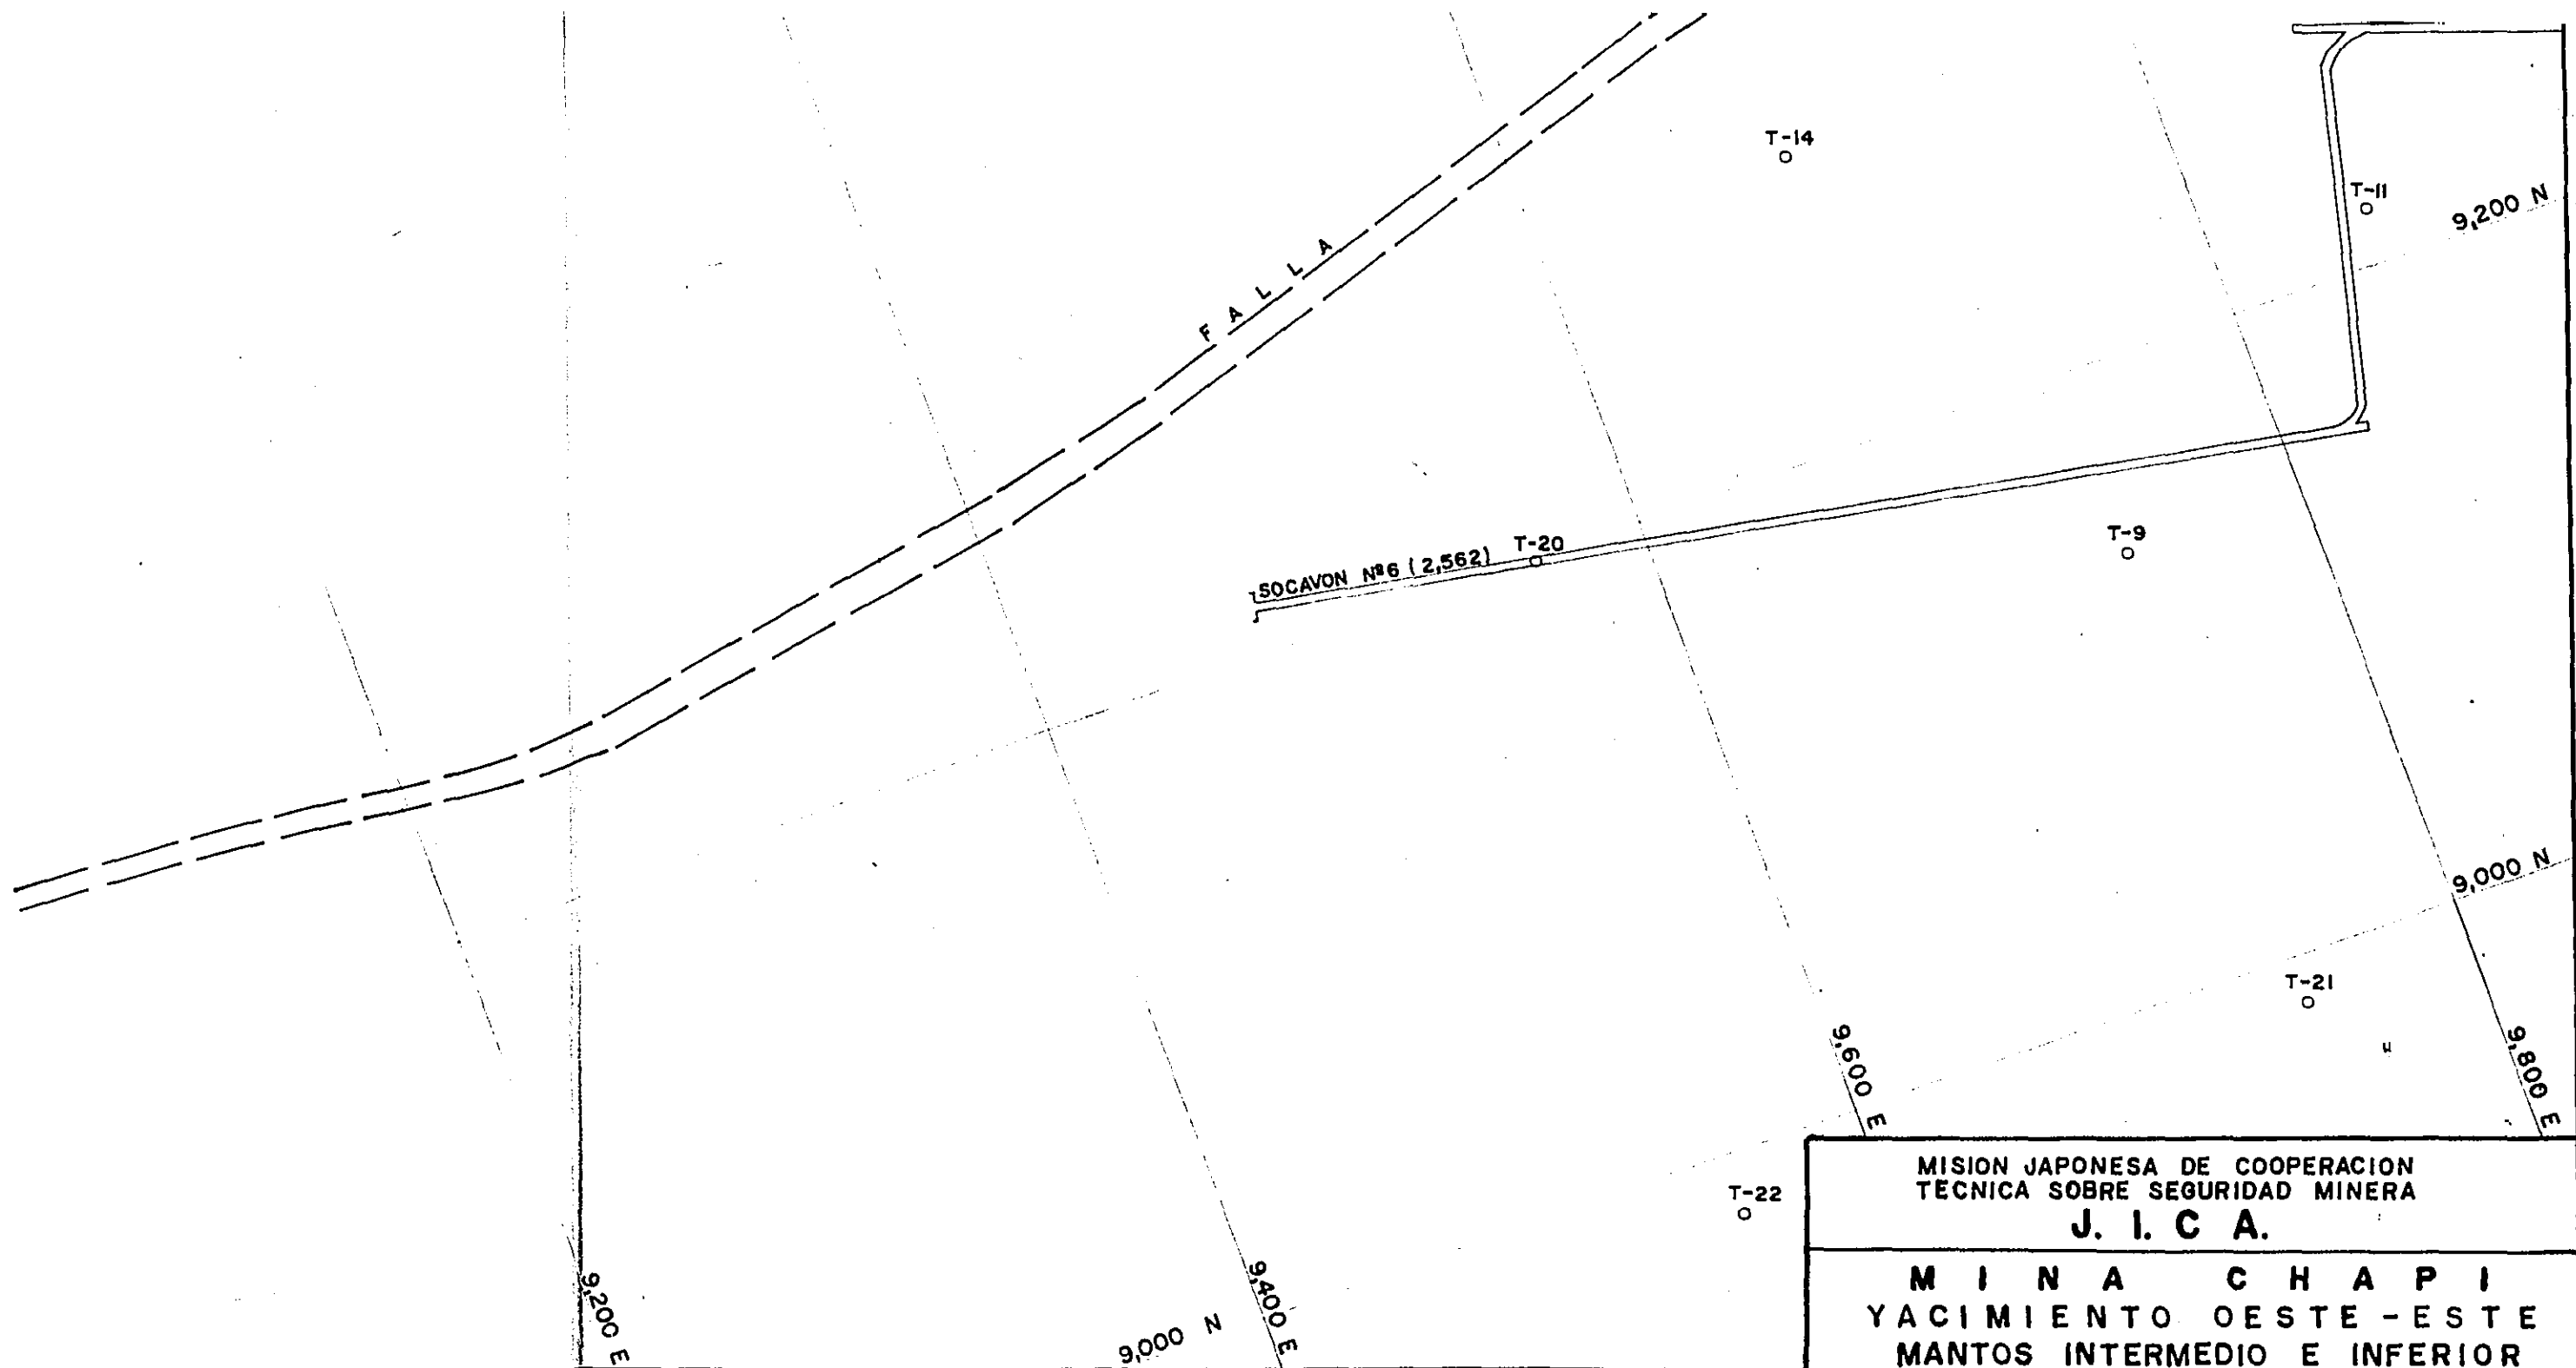 T-14
T-11
9,200 N
FALLA
SOCAVON Nº6 (2,562)
T-20
T-9
9,000 N
T-21
9,600 E
9,800 E
T-22
9,200 E
9,400 E
9,000 N
MISION JAPONESA DE COOPERACION
TECNICA SOBRE SEGURIDAD MINERA
J. I. C A.
MINA CHAPI
YACIMIENTO OESTE-ESTE
MANTOS INTERMEDIO E INFERIOR